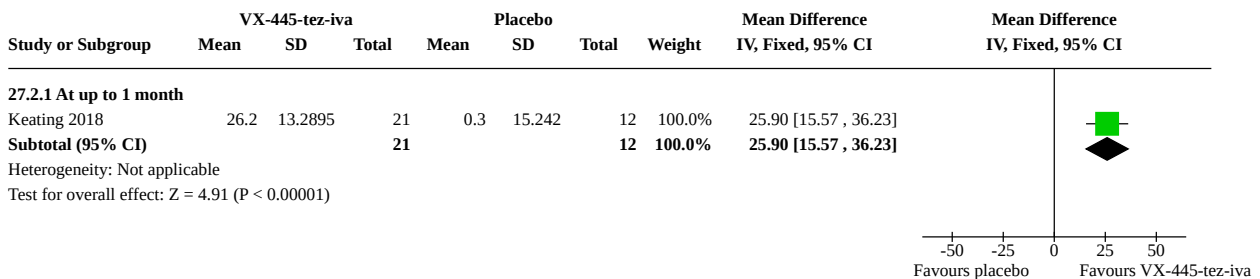 VX-445-tez-iva Placebo Mean Difference Mean Difference
Study or Subgroup Mean SD Total Mean SD Total Weight IV, Fixed, 95% CI IV, Fixed, 95% CI
27.2.1 At up to 1 month
Keating 2018 26.2 13.2895 21 0.3 15.242 12 100.0% 25.90 [15.57 , 36.23]
Subtotal (95% CI) 21 12 100.0% 25.90 [15.57 , 36.23]
Heterogeneity: Not applicable
Test for overall effect: Z = 4.91 (P < 0.00001)
-50 -25 0 25 50
Favours placebo Favours VX-445-tez-iva